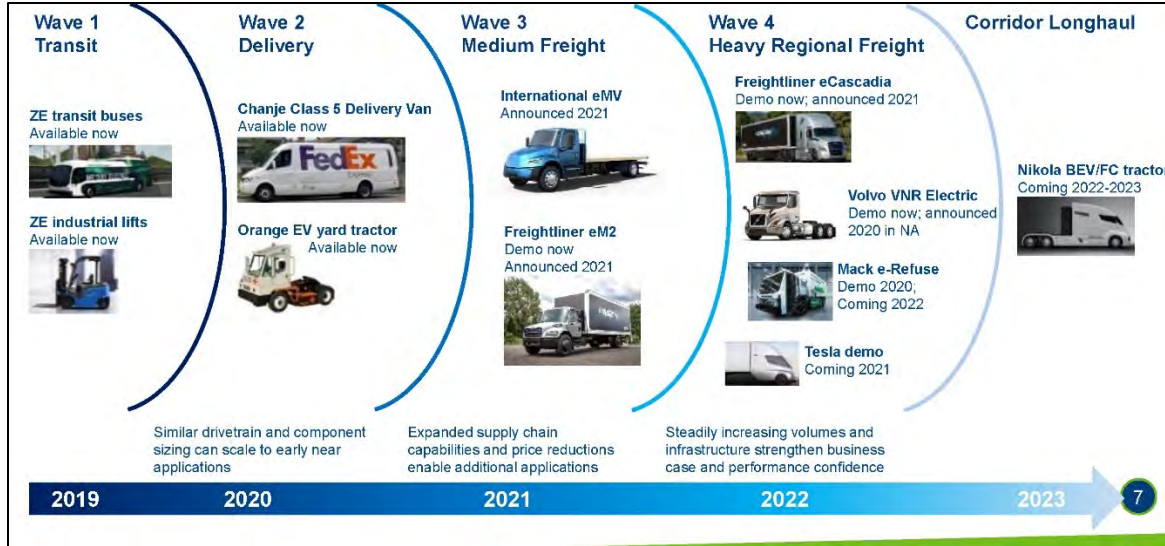 Wave 1
Transit
ZE transit buses
Available now
ZE industrial lifts
Available now
Wave 2
Delivery
Chanje Class 5 Delivery Van
Available now
FedEx
Orange EV yard tractor
Available now
Wave 3
Medium Freight
International eMV
Announced 2021
Freightliner eM2
Demo now
Announced 2021
Wave 4
Heavy Regional Freight
Freightliner eCascadia
Demo now; announced 2021
Volvo VNR Electric
Demo now; announced
2020 in NA
Mack e-Refuse
Demo 2020;
Coming 2022
Tesla demo
Coming 2021
Corridor Longhaul
Nikola BEV/FC tractor
Coming 2022-2023
Similar drivetrain and component
sizing can scale to early near
applications
Expanded supply chain
capabilities and price reductions
enable additional applications
Steadily increasing volumes and
infrastructure strengthen business
case and performance confidence
2019
2020
2021
2022
2023
7